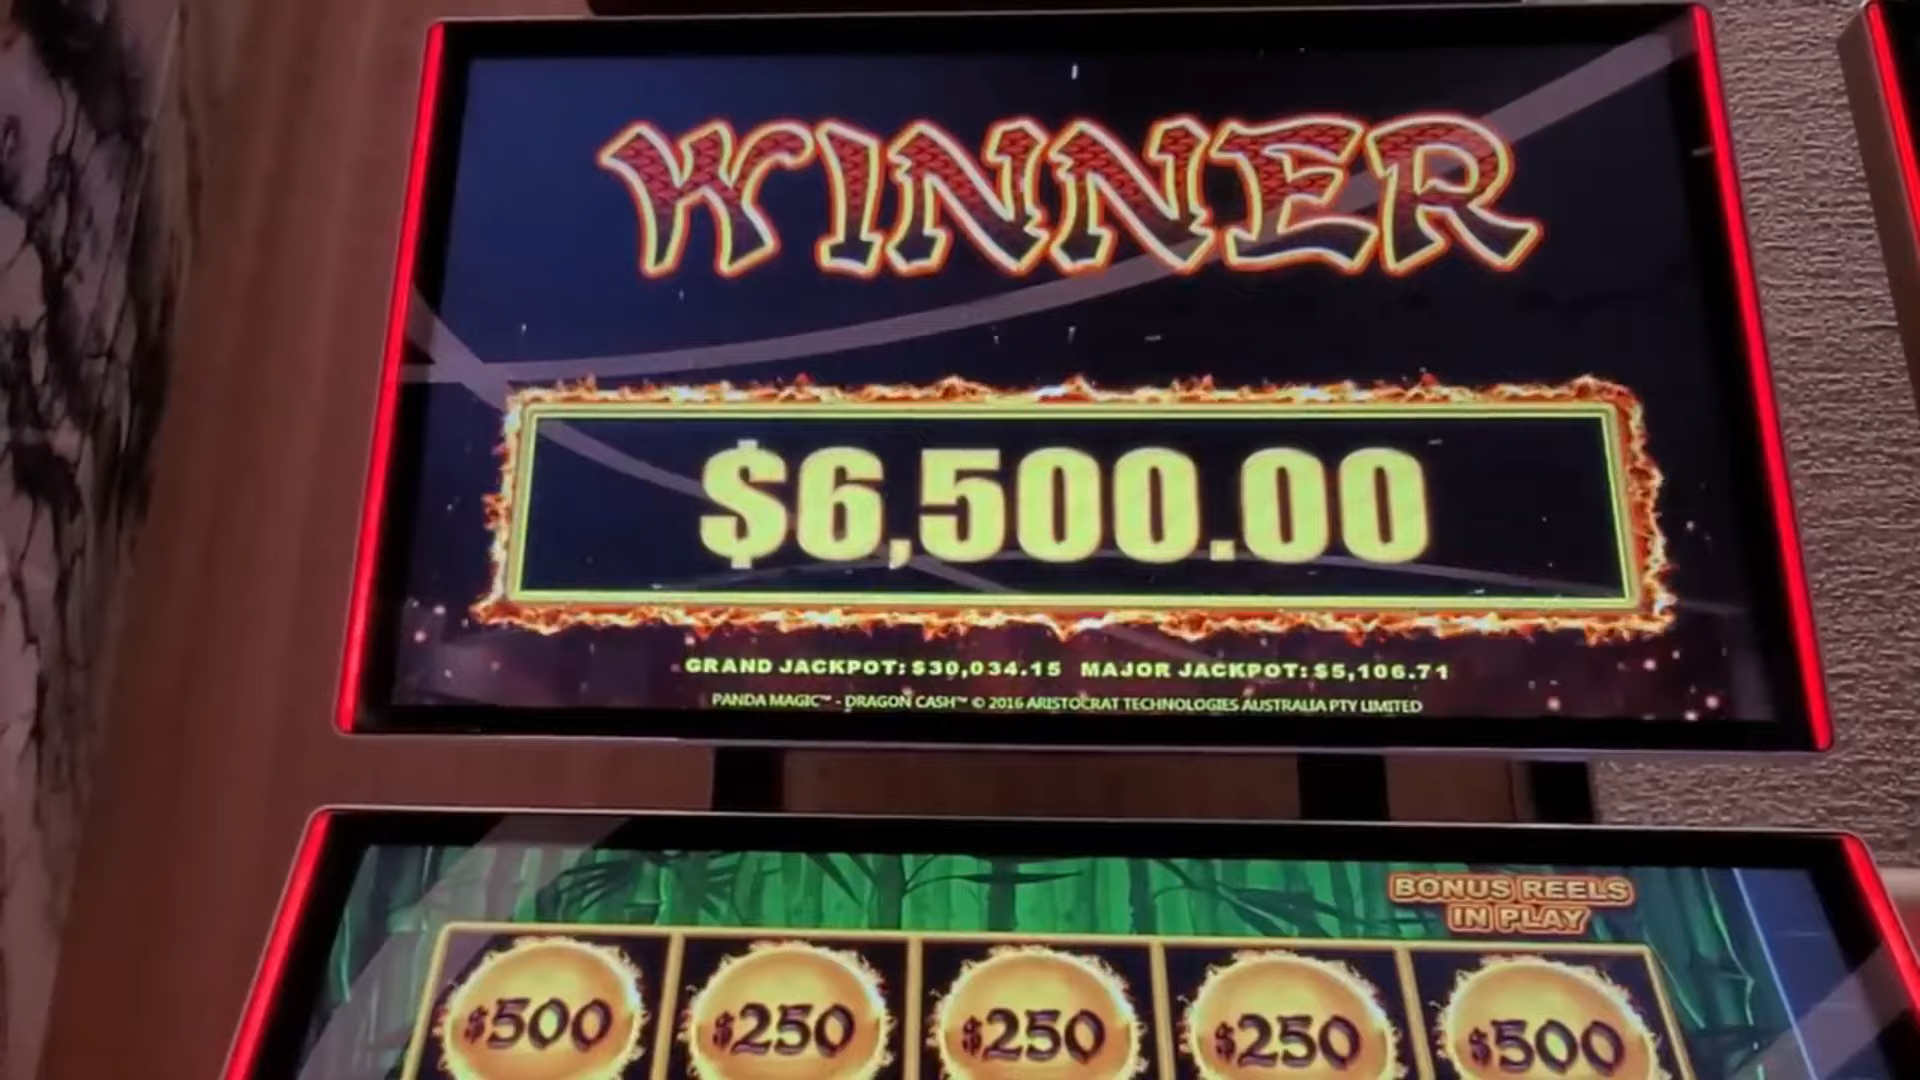 WINNER
$6,500.00
GRAND JACKPOT: $30,034.15 MAJOR JACKPOT: $5,106.71
PANDA MAGIC™ - DRAGON CASH™ © 2016 ARISTOCRAT TECHNOLOGIES AUSTRALIA PTY LIMITED
BONUS REELS
IN PLAY
$500 $250 $250 $250 $500